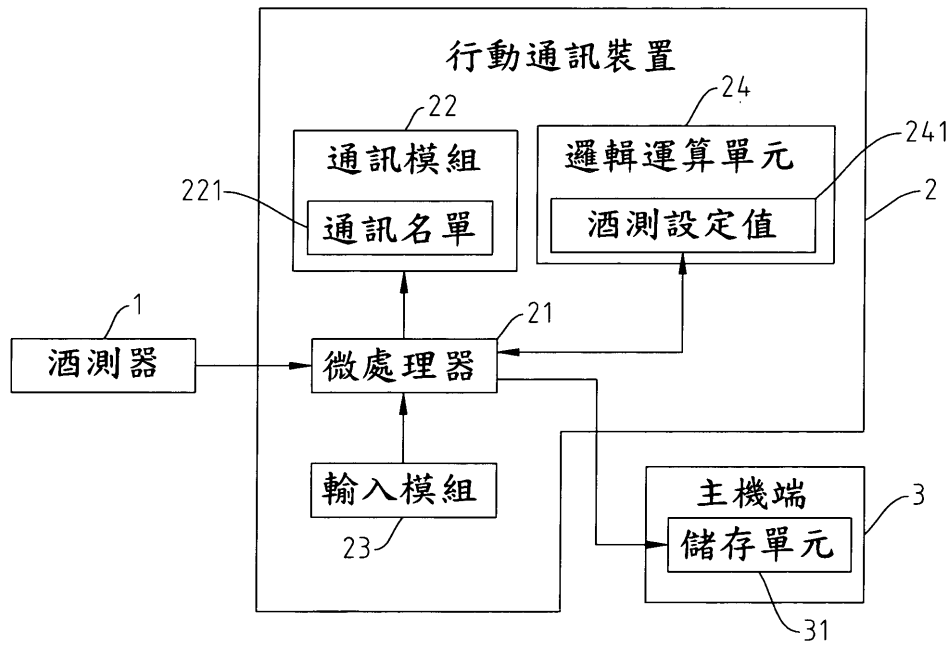 行動通訊裝置
22
24
241
通訊模組
邏輯運算單元
221
2
通訊名單
酒測設定值
1
21
酒測器
微處理器
輸入模組
主機端
3
23
儲存單元
31